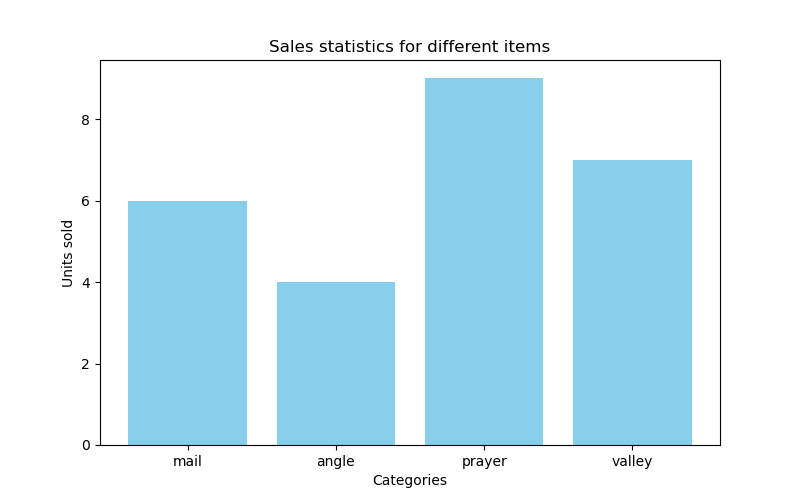 Sales statistics for different items
Units sold
8
6
4
2
0
mail angle prayer valley
Categories